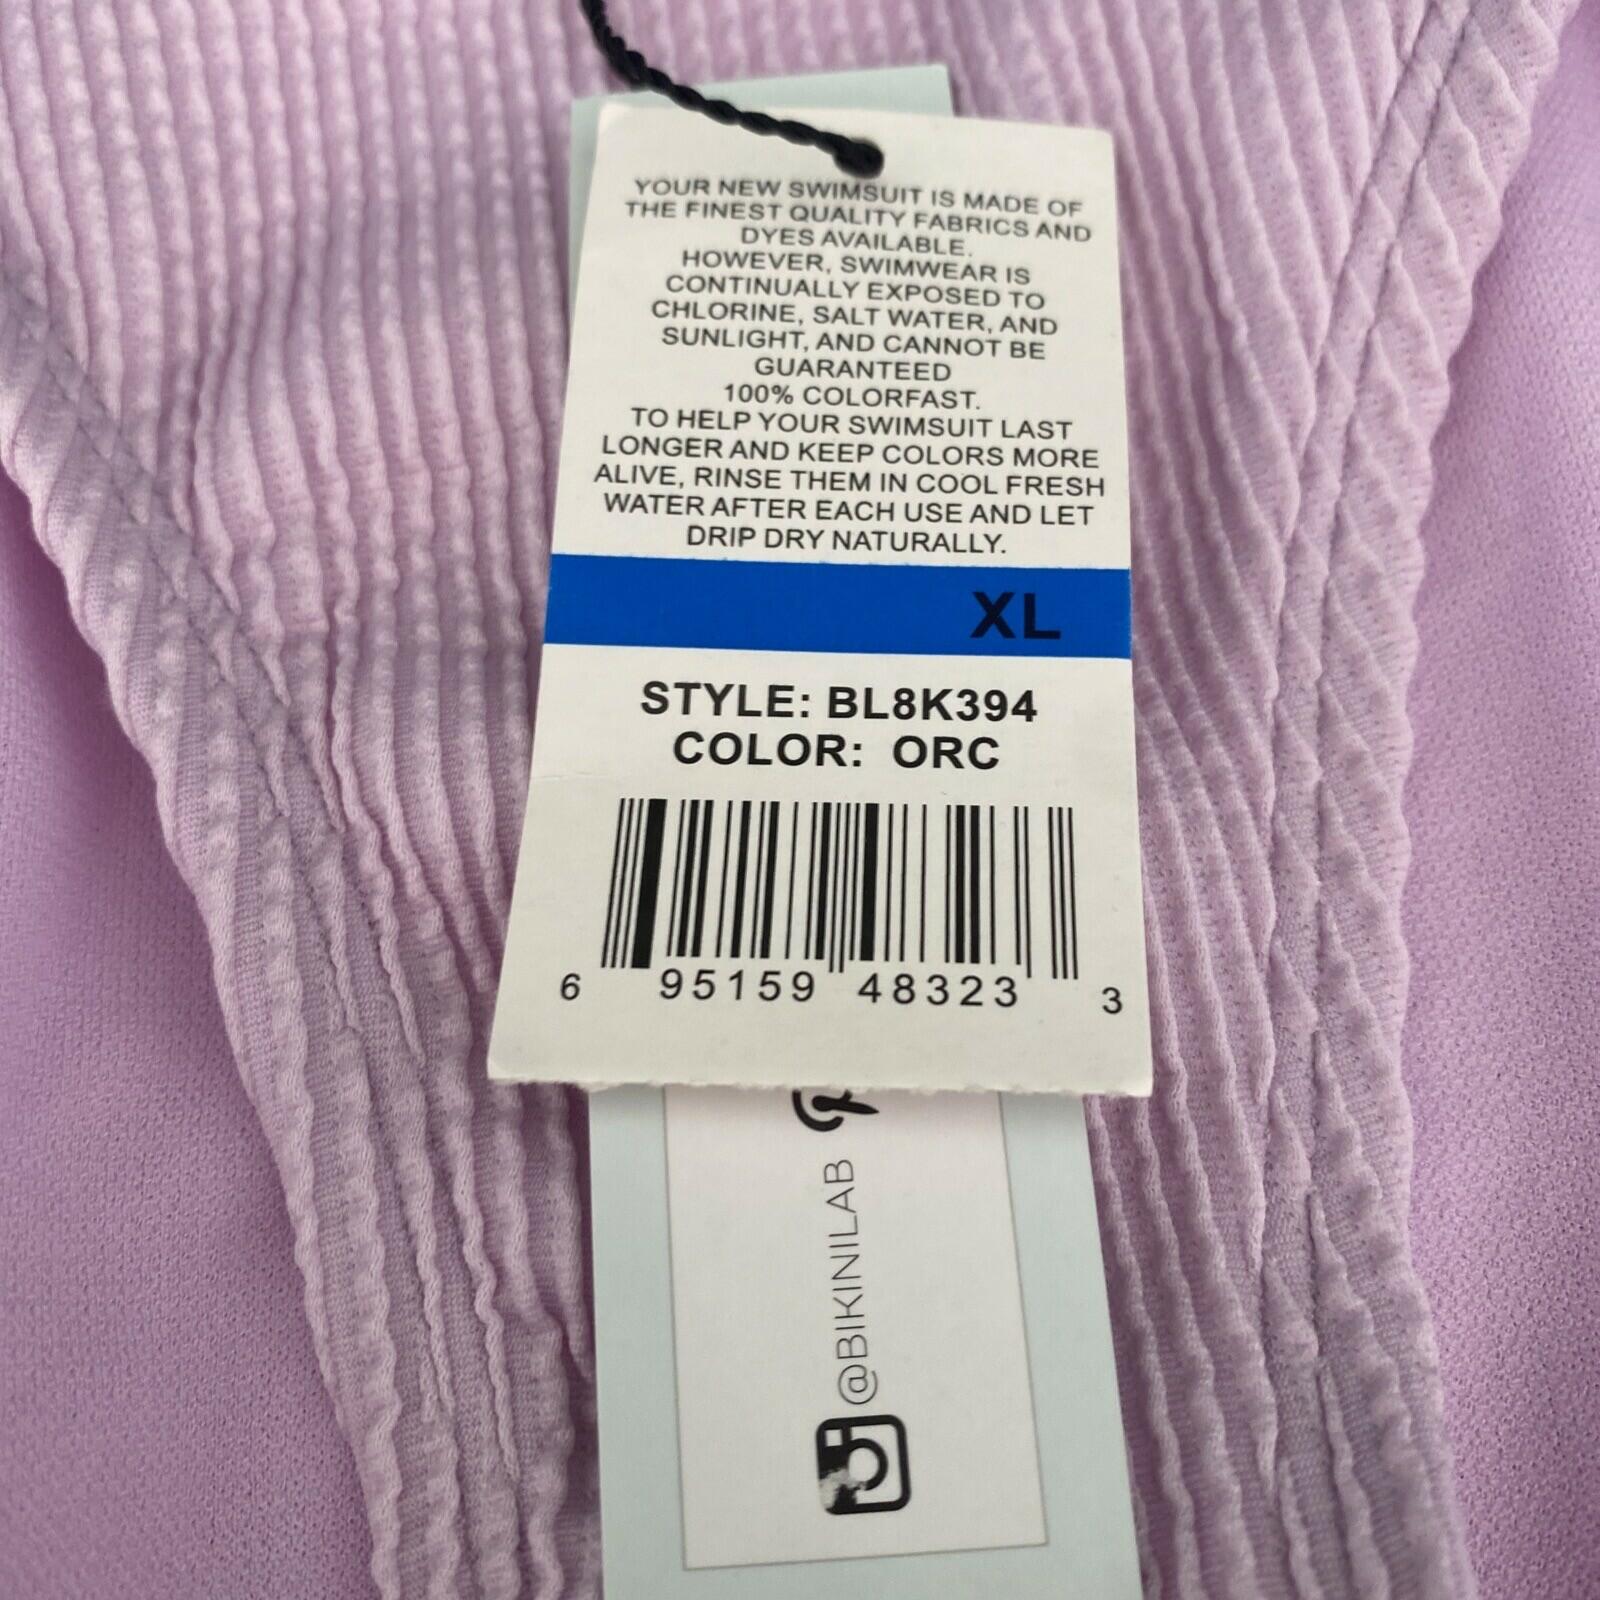 YOUR NEW SWIMSUIT IS MADE OF
THE FINEST QUALITY FABRICS AND
DYES AVAILABLE.
HOWEVER, SWIMWEAR IS
CONTINUALLY EXPOSED TO
CHLORINE, SALT WATER, AND
SUNLIGHT, AND CANNOT BE
GUARANTEED
100% COLORFAST.
TO HELP YOUR SWIMSUIT LAST
LONGER AND KEEP COLORS MORE
ALIVE, RINSE THEM IN COOL FRESH
WATER AFTER EACH USE AND LET
DRIP DRY NATURALLY.
XL
STYLE: BL8K394
COLOR: ORC
6 95159 48323 3
@BIKINILAB